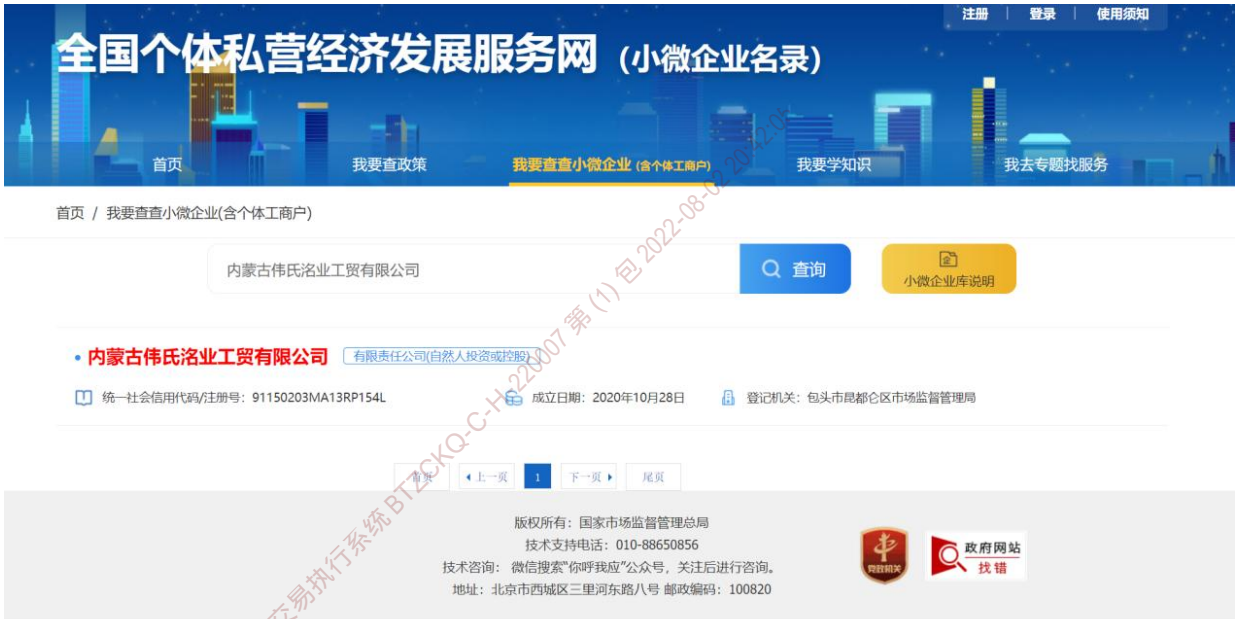 注册 | 登录 | 使用须知
全国个体私营经济发展服务网（小微企业名录）
首页 我要查政策 我要查查小微企业 (含个体工商户) 我要学知识 我去专题找服务
首页 / 我要查查小微企业(含个体工商户)
内蒙古伟氏洺业工贸有限公司 查询 小微企业库说明
内蒙古伟氏洺业工贸有限公司 有限责任公司(自然人投资或控股)
统一社会信用代码/注册号：91150203MA13RP154L 成立日期：2020年10月28日 登记机关：包头市昆都仑区市场监督管理局
首页 上一页 1 下一页 尾页
版权所有：国家市场监督管理总局
技术支持电话：010-88650856
技术咨询： 微信搜索“你呼我应”公众号，关注后进行咨询。
地址：北京市西城区三里河东路八号 邮政编码：100820
党政机关
政府网站
找错
交易执行系统 BTZCKQ-C-H-220007 第 (1) 包 2022-08-02 20:42:05